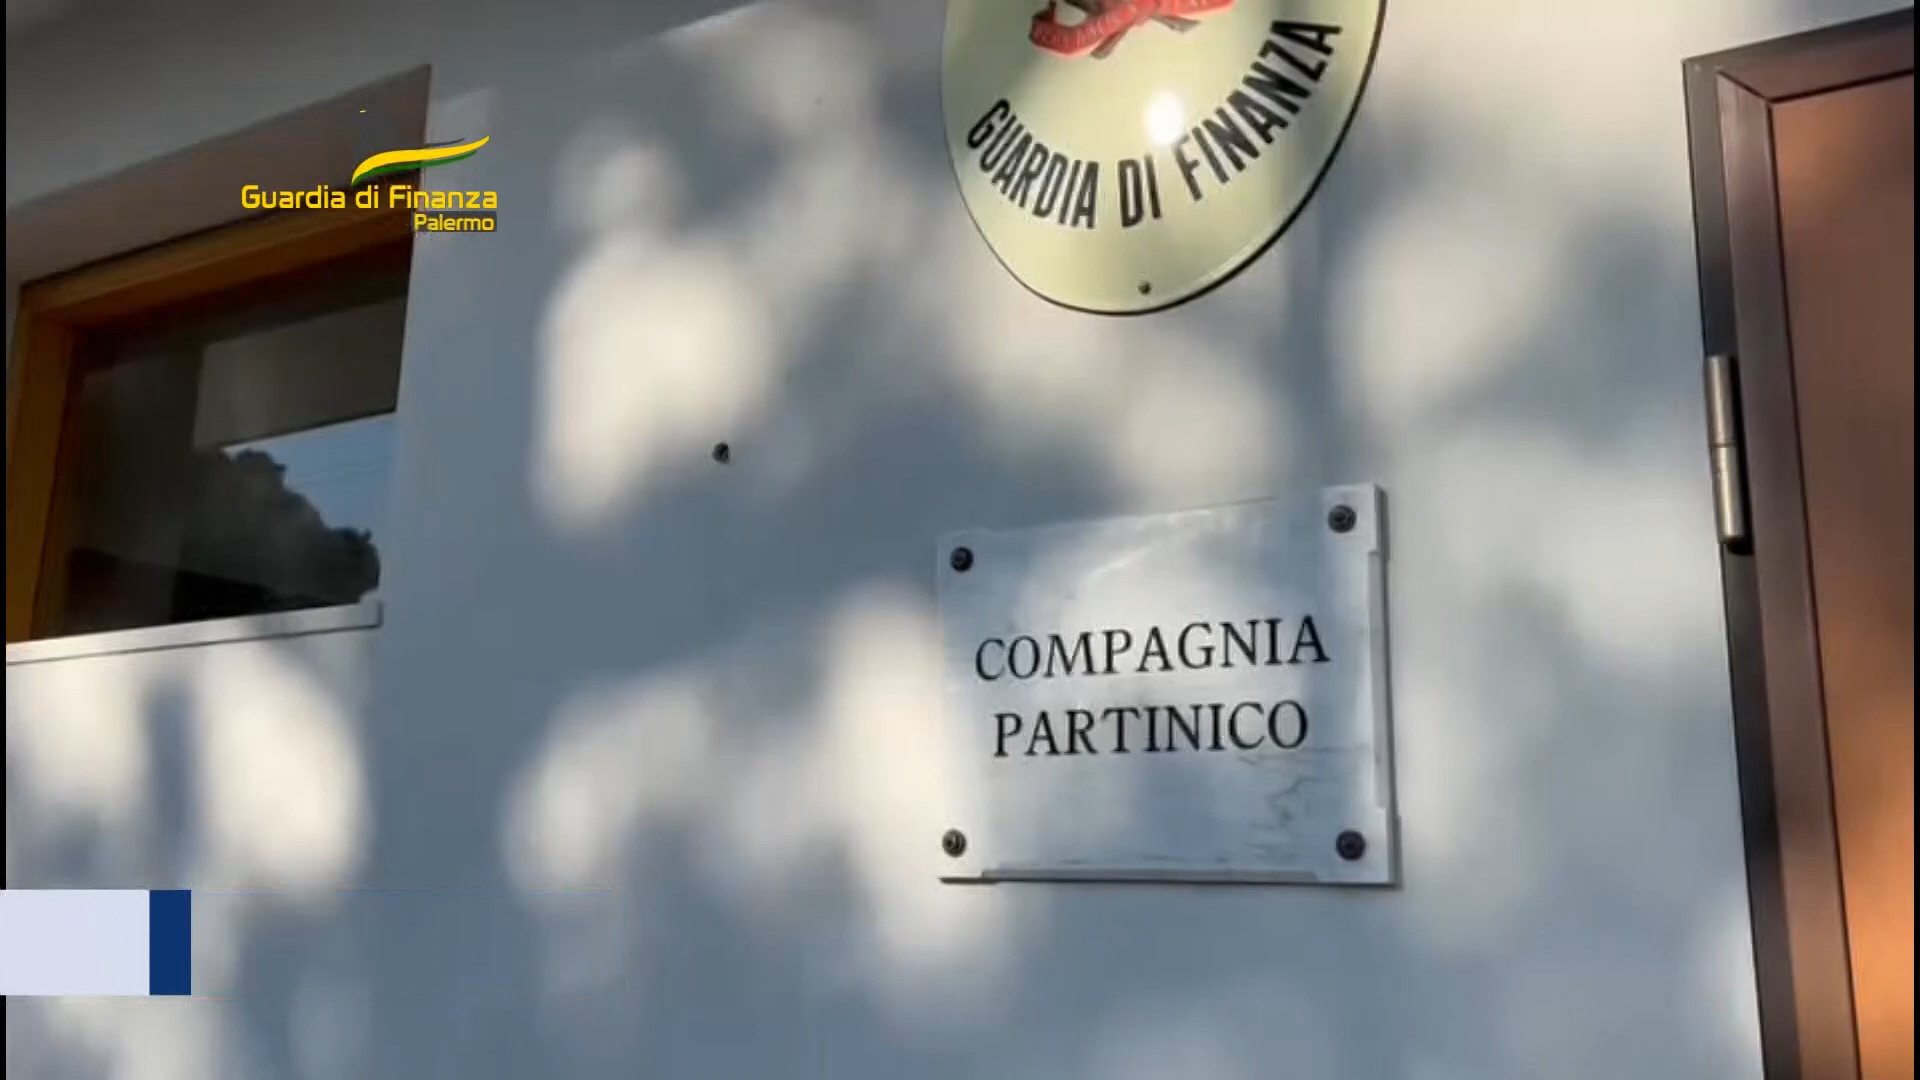 GUARDIA DI FINANZA
Guardia di Finanza
Palermo
COMPAGNIA
PARTINICO